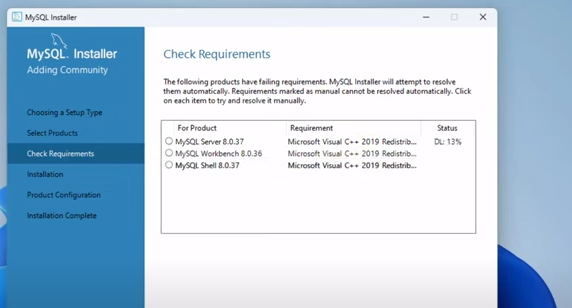 MySQL Installer
MySQL. Installer
Adding Community
Choosing a Setup Type
Select Products
Check Requirements
Installation
Product Configuration
Installation Complete
Check Requirements
The following products have failing requirements. MySQL Installer will attempt to resolve
them automatically. Requirements marked as manual cannot be resolved automatically. Click
on each item to try and resolve it manually.
For Product Requirement Status
MySQL Server 8.0.37 Microsoft Visual C++ 2019 Redistrib... DL: 13%
MySQL Workbench 8.0.36 Microsoft Visual C++ 2019 Redistrib...
MySQL Shell 8.0.37 Microsoft Visual C++ 2019 Redistrib...